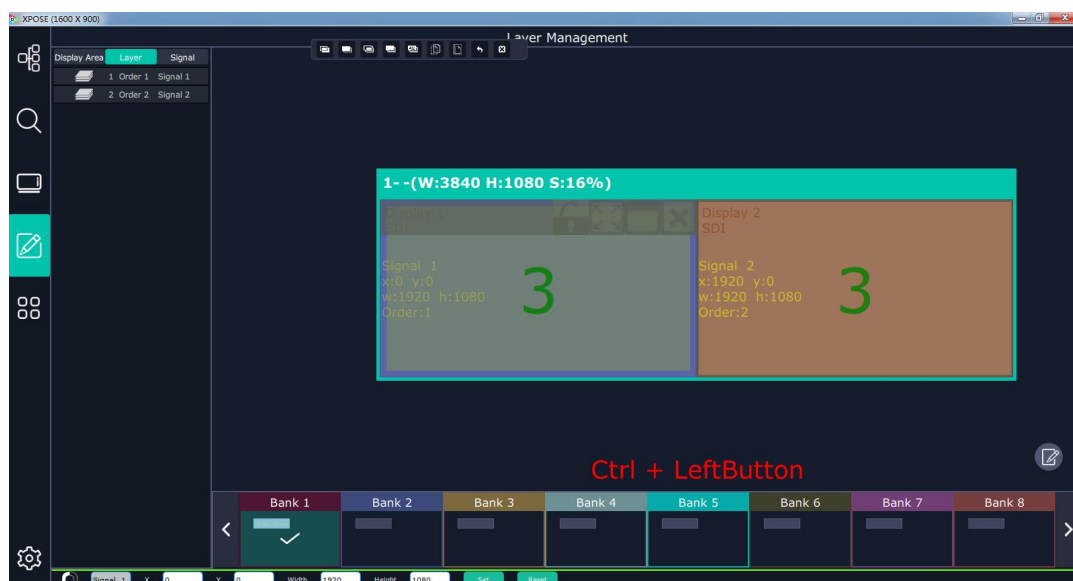 XPOSE (1600 X 900)
Layer Management
Display Area Layer Signal
1 Order 1 Signal 1
2 Order 2 Signal 2
1- -(W:3840 H:1080 S:16%)
Display 1
SDI
Signal 1
x:0 y:0
w:1920 h:1080
Order:1
3
Display 2
SDI
Signal 2
x:1920 y:0
w:1920 h:1080
Order:2
3
Ctrl + LeftButton
Bank 1 Bank 2 Bank 3 Bank 4 Bank 5 Bank 6 Bank 7 Bank 8
Signal 1 X 0 Y 0 Width 1920 Height 1080 Set Reset